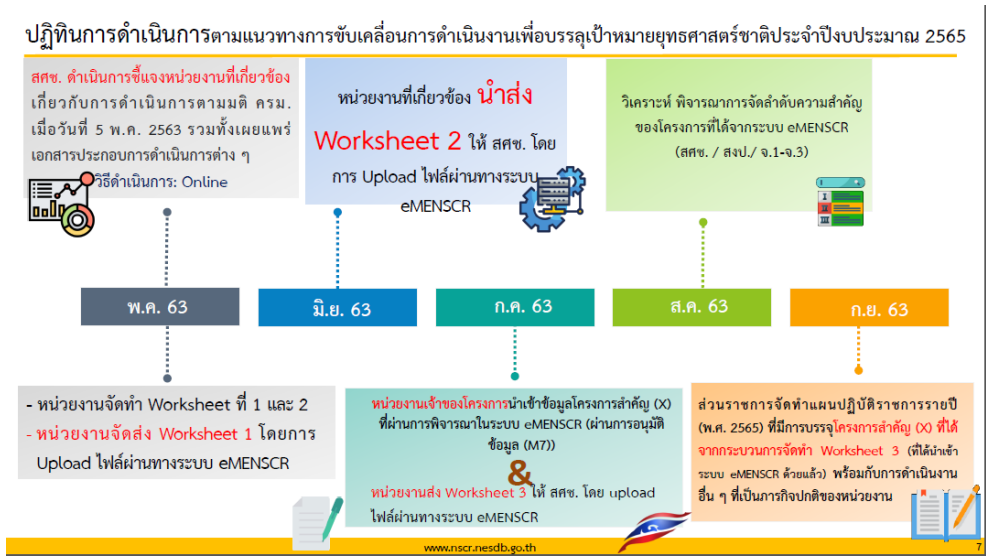 ปฏิทินการดำเนินการตามแนวทางการขับเคลื่อนการดำเนินงานเพื่อบรรลุเป้าหมายยุทธศาสตร์ชาติประจำปีงบประมาณ 2565
สศช. ดำเนินการชี้แจงหน่วยงานที่เกี่ยวข้อง
เกี่ยวกับการดำเนินการตามมติ ครม.
เมื่อวันที่ 5 พ.ค. 2563 รวมทั้งเผยแพร่
เอกสารประกอบการดำเนินการต่าง ๆ
วิธีดำเนินการ: Online
หน่วยงานที่เกี่ยวข้อง นำส่ง
Worksheet 2 ให้ สศช. โดย
การ Upload ไฟล์ผ่านทางระบบ
eMENSCR
วิเคราะห์ พิจารณาการจัดลำดับความสำคัญ
ของโครงการที่ได้จากระบบ eMENSCR
(สศช. / สงป./ จ.1-จ.3)
I
II
III
พ.ค. 63
มิ.ย. 63
ก.ค. 63
ส.ค. 63
ก.ย. 63
- หน่วยงานจัดทำ Worksheet ที่ 1 และ 2
- หน่วยงานจัดส่ง Worksheet 1 โดยการ
Upload ไฟล์ผ่านทางระบบ eMENSCR
หน่วยงานเจ้าของโครงการนำเข้าข้อมูลโครงการสำคัญ (X)
ที่ผ่านการพิจารณาในระบบ eMENSCR (ผ่านการอนุมัติ
ข้อมูล (M7))
&
หน่วยงานส่ง Worksheet 3 ให้ สศช. โดย upload
ไฟล์ผ่านทางระบบ eMENSCR
ส่วนราชการจัดทำแผนปฏิบัติราชการรายปี
(พ.ศ. 2565) ที่มีการบรรจุโครงการสำคัญ (X) ที่ได้
จากกระบวนการจัดทำ Worksheet 3 (ที่ได้นำเข้า
ระบบ eMENSCR ด้วยแล้ว) พร้อมกับการดำเนินงาน
อื่น ๆ ที่เป็นภารกิจปกติของหน่วยงาน
www.nscr.nesdb.go.th
7